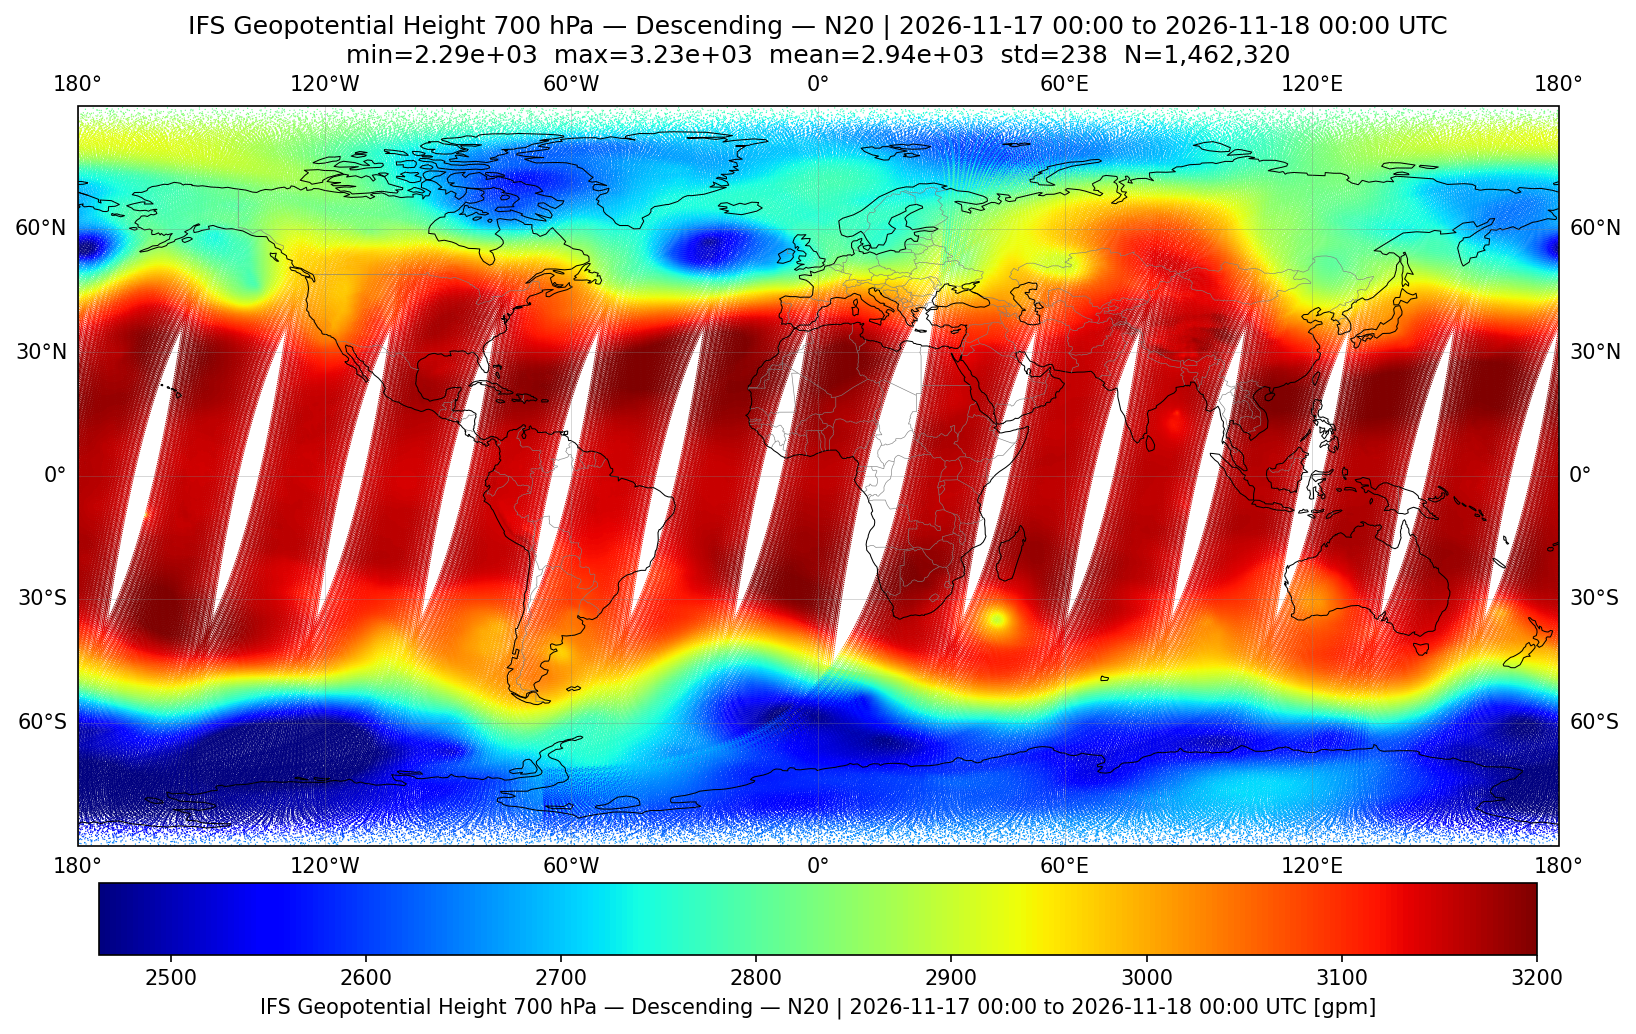 IFS Geopotential Height 700 hPa — Descending — N20 | 2026-11-17 00:00 to 2026-11-18 00:00 UTC
min=2.29e+03 max=3.23e+03 mean=2.94e+03 std=238 N=1,462,320
180° 120°W 60°W 0° 60°E 120°E 180°
60°N 60°N
30°N 30°N
0° 0°
30°S 30°S
60°S 60°S
180° 120°W 60°W 0° 60°E 120°E 180°
2500 2600 2700 2800 2900 3000 3100 3200
IFS Geopotential Height 700 hPa — Descending — N20 | 2026-11-17 00:00 to 2026-11-18 00:00 UTC [gpm]